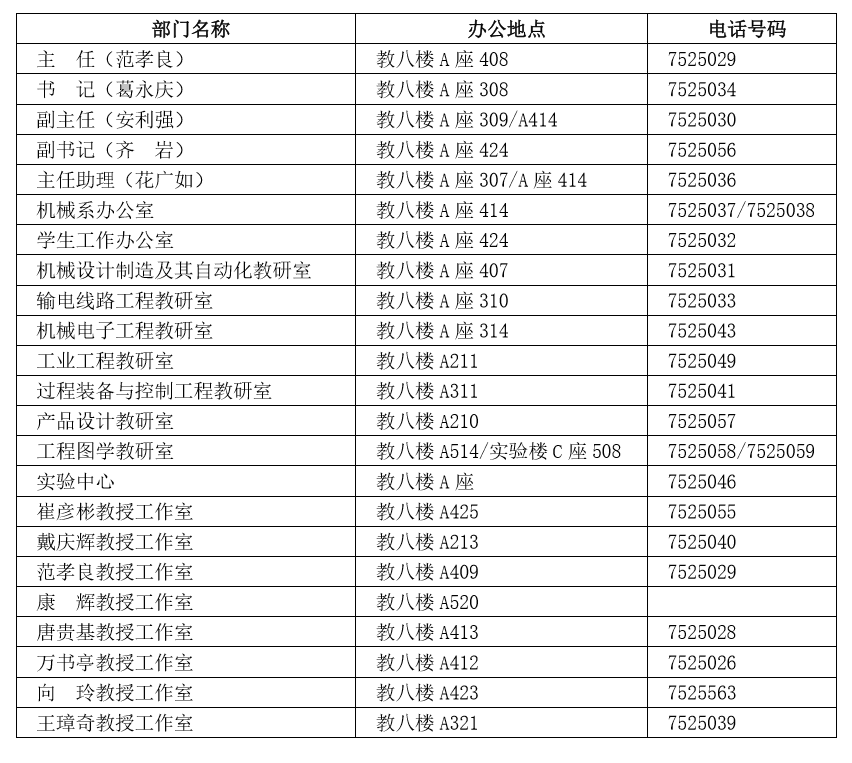 部门名称 办公地点 电话号码
主　任（范孝良） 教八楼 A 座 408 7525029
书　记（葛永庆） 教八楼 A 座 308 7525034
副主任（安利强） 教八楼 A 座 309/A414 7525030
副书记（齐　岩） 教八楼 A 座 424 7525056
主任助理（花广如） 教八楼 A 座 307/A 座 414 7525036
机械系办公室 教八楼 A 座 414 7525037/7525038
学生工作办公室 教八楼 A 座 424 7525032
机械设计制造及其自动化教研室 教八楼 A 座 407 7525031
输电线路工程教研室 教八楼 A 座 310 7525033
机械电子工程教研室 教八楼 A 座 314 7525043
工业工程教研室 教八楼 A211 7525049
过程装备与控制工程教研室 教八楼 A311 7525041
产品设计教研室 教八楼 A210 7525057
工程图学教研室 教八楼 A514/实验楼 C 座 508 7525058/7525059
实验中心 教八楼 A 座 7525046
崔彦彬教授工作室 教八楼 A425 7525055
戴庆辉教授工作室 教八楼 A213 7525040
范孝良教授工作室 教八楼 A409 7525029
康　辉教授工作室 教八楼 A520
唐贵基教授工作室 教八楼 A413 7525028
万书亭教授工作室 教八楼 A412 7525026
向　玲教授工作室 教八楼 A423 7525563
王璋奇教授工作室 教八楼 A321 7525039